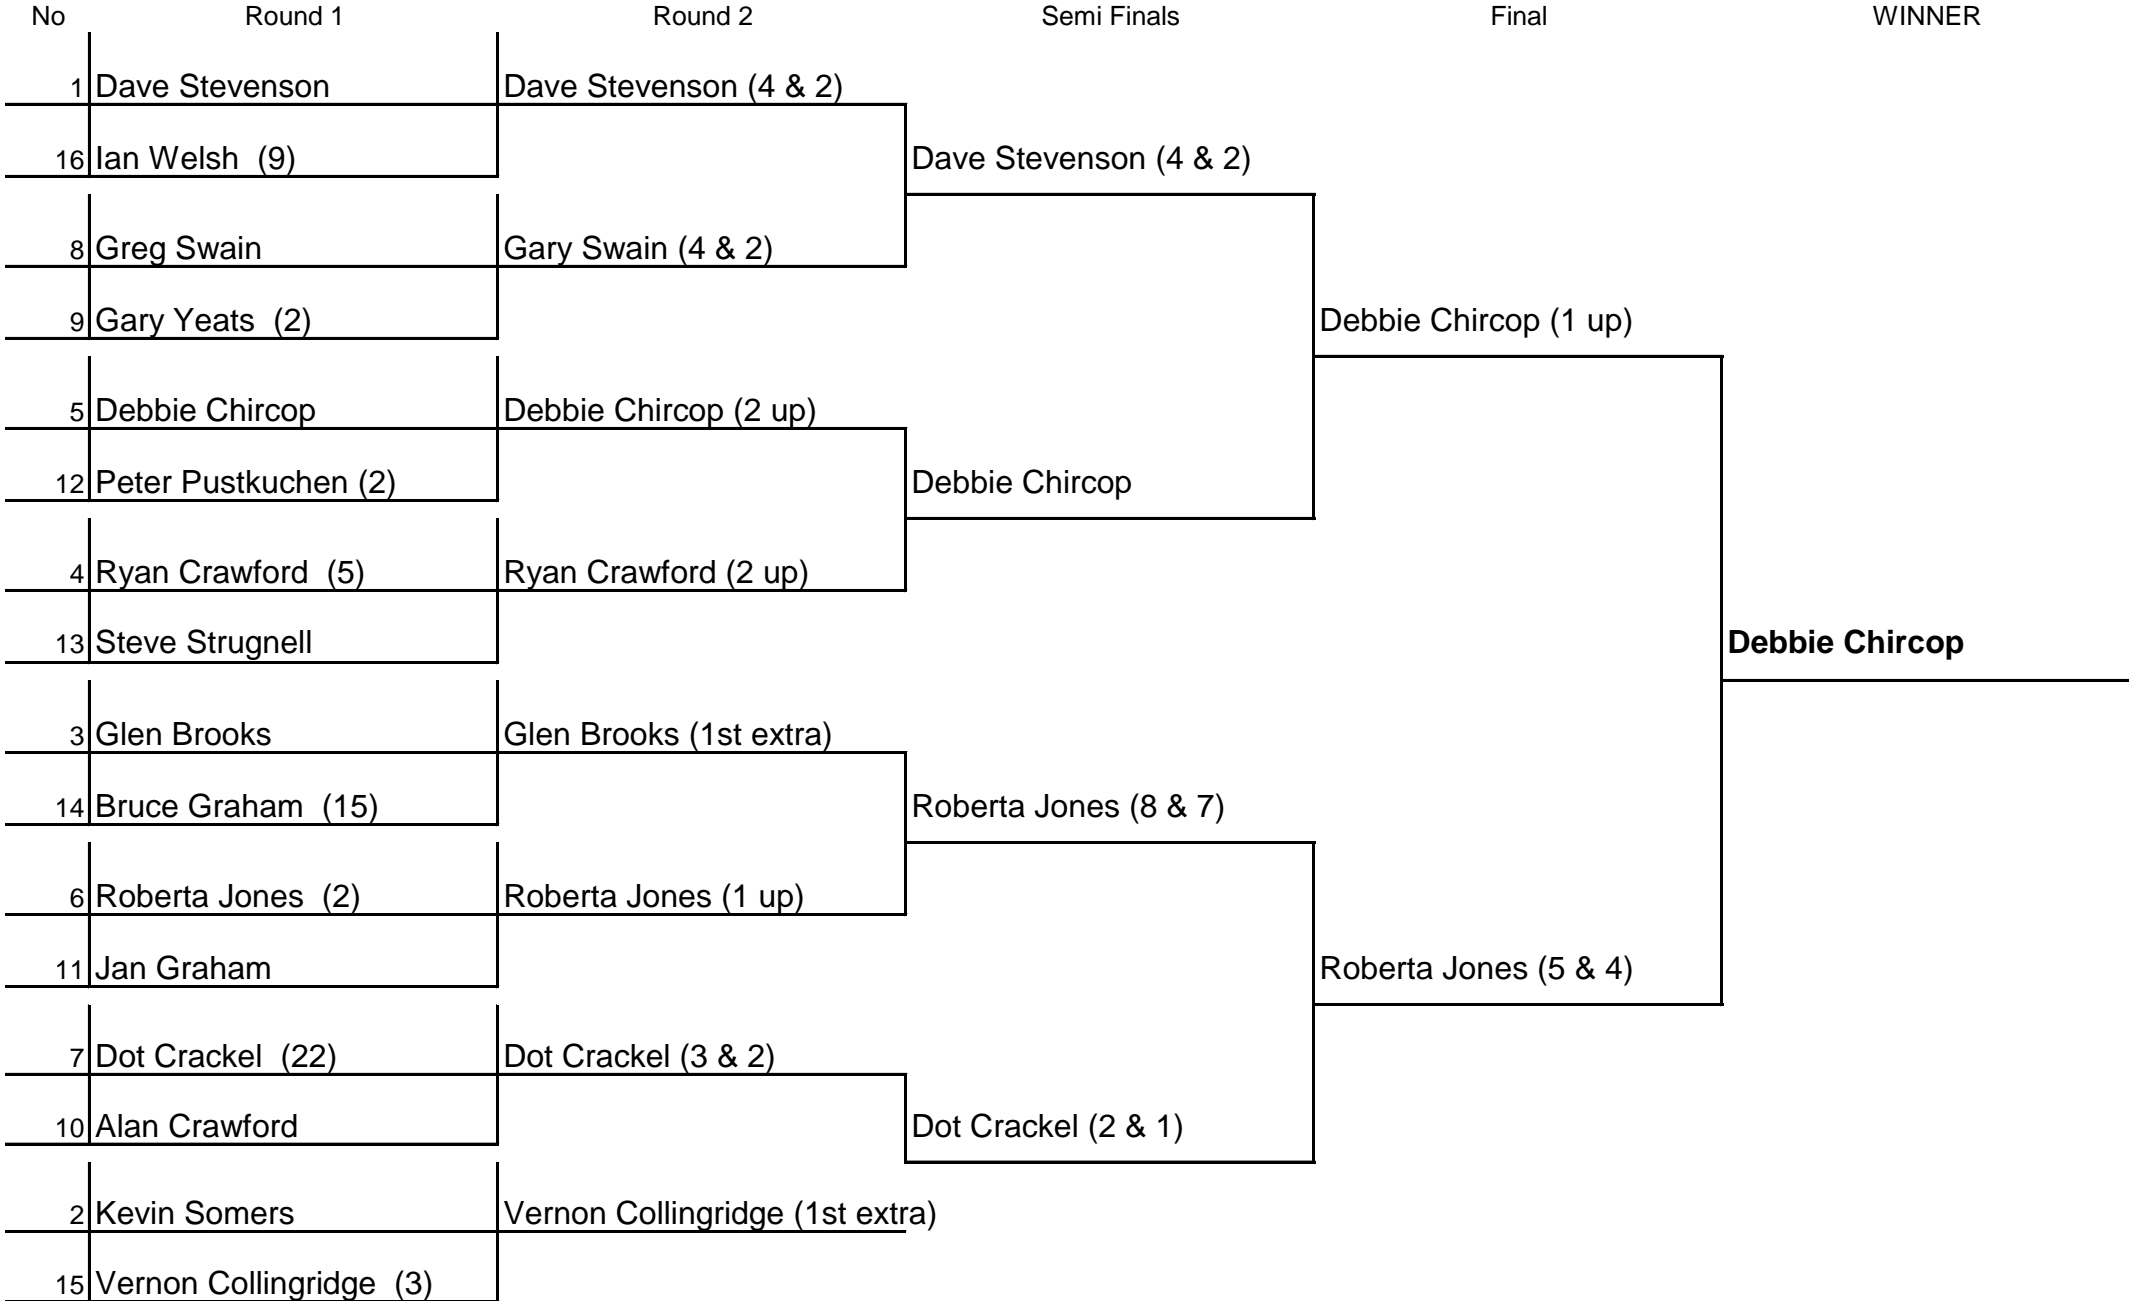 No Round 1 Round 2 Semi Finals Final WINNER
1 Dave Stevenson Dave Stevenson (4 & 2)
16 Ian Welsh (9) Dave Stevenson (4 & 2)
8 Greg Swain Gary Swain (4 & 2)
9 Gary Yeats (2) Debbie Chircop (1 up)
5 Debbie Chircop Debbie Chircop (2 up)
12 Peter Pustkuchen (2) Debbie Chircop
4 Ryan Crawford (5) Ryan Crawford (2 up)
13 Steve Strugnell Debbie Chircop
3 Glen Brooks Glen Brooks (1st extra)
14 Bruce Graham (15) Roberta Jones (8 & 7)
6 Roberta Jones (2) Roberta Jones (1 up)
11 Jan Graham Roberta Jones (5 & 4)
7 Dot Crackel (22) Dot Crackel (3 & 2)
10 Alan Crawford Dot Crackel (2 & 1)
2 Kevin Somers Vernon Collingridge (1st extra)
15 Vernon Collingridge (3)